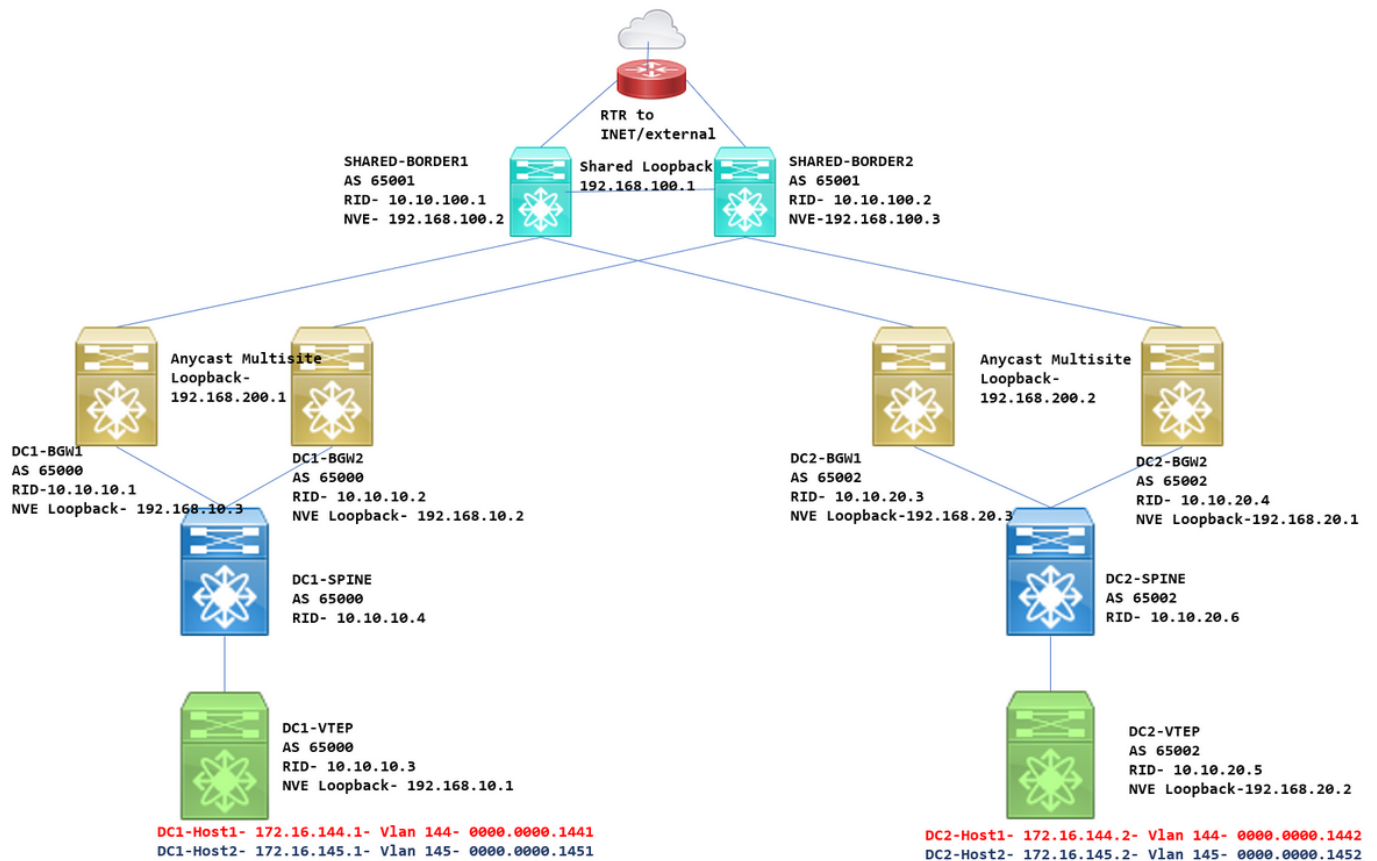 RTR to
INET/external
SHARED-BORDER1
AS 65001
RID- 10.10.100.1
NVE- 192.168.100.2
Shared Loopback
192.168.100.1
SHARED-BORDER2
AS 65001
RID- 10.10.100.2
NVE-192.168.100.3
Anycast Multisite
Loopback-
192.168.200.1
Anycast Multisite
Loopback-
192.168.200.2
DC1-BGW1
AS 65000
RID-10.10.10.1
NVE Loopback- 192.168.10.3
DC1-BGW2
AS 65000
RID- 10.10.10.2
NVE Loopback- 192.168.10.2
DC2-BGW1
AS 65002
RID- 10.10.20.3
NVE Loopback-192.168.20.3
DC2-BGW2
AS 65002
RID- 10.10.20.4
NVE Loopback-192.168.20.1
DC1-SPINE
AS 65000
RID- 10.10.10.4
DC2-SPINE
AS 65002
RID- 10.10.20.6
DC1-VTEP
AS 65000
RID- 10.10.10.3
NVE Loopback- 192.168.10.1
DC2-VTEP
AS 65002
RID- 10.10.20.5
NVE Loopback-192.168.20.2
DC1-Host1- 172.16.144.1- Vlan 144- 0000.0000.1441
DC1-Host2- 172.16.145.1- Vlan 145- 0000.0000.1451
DC2-Host1- 172.16.144.2- Vlan 144- 0000.0000.1442
DC2-Host2- 172.16.145.2- Vlan 145- 0000.0000.1452